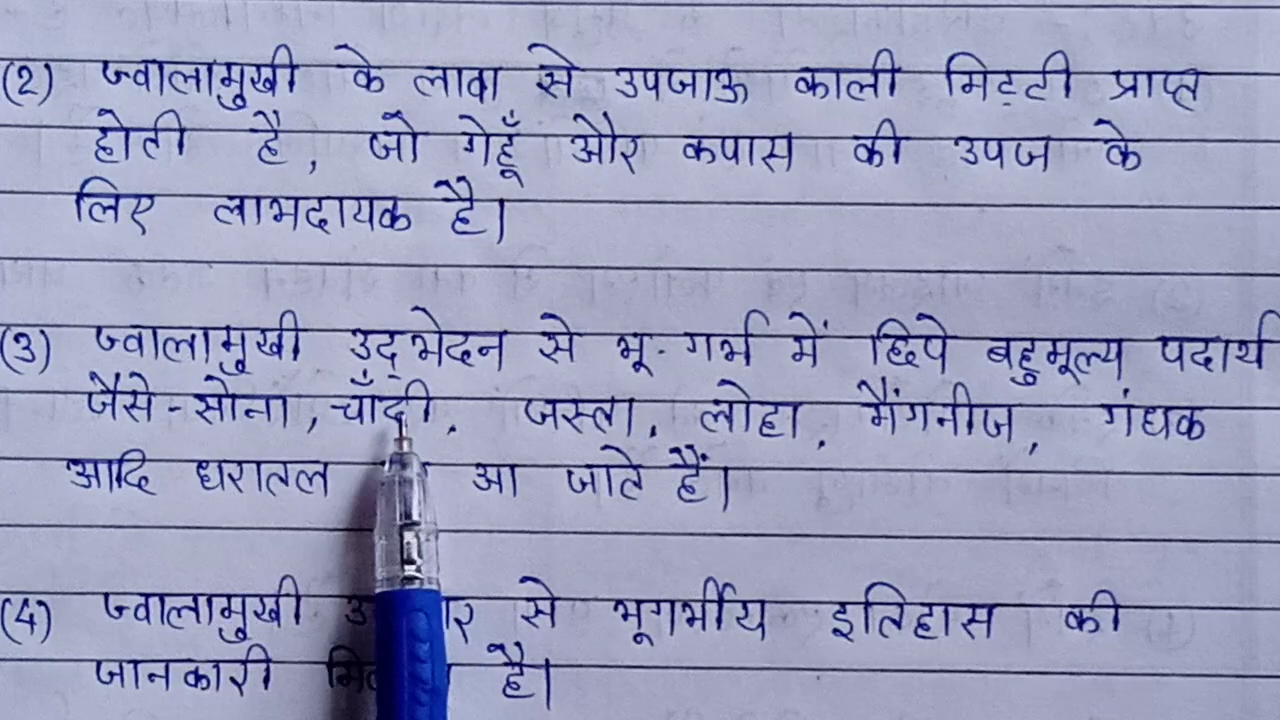 (2) ज्वालामुखी के लावा से उपजाऊ काली मिट्टी प्राप्त
होती है, जो गेहूँ और कपास की उपज के
लिए लाभदायक है।
(3) ज्वालामुखी उद्भेदन से भू-गर्भ में छिपे बहुमूल्य पदार्थ
जैसे-सोना, चाँदी, जस्ता, लोहा, मैंगनीज, गंधक
आदि धरातल आ जाते हैं।
(4) ज्वालामुखी से भूगर्भीय इतिहास की
जानकारी है।